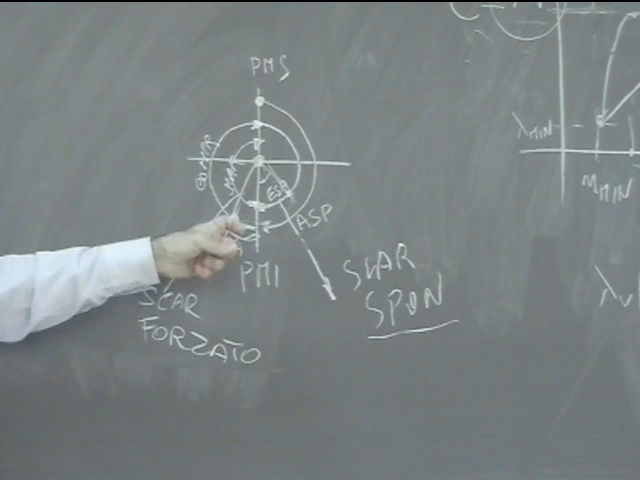 PMS
λMIN
MMIN
ESP
ASP
PMI
SCAR
SPON
SCAR
FORZATO